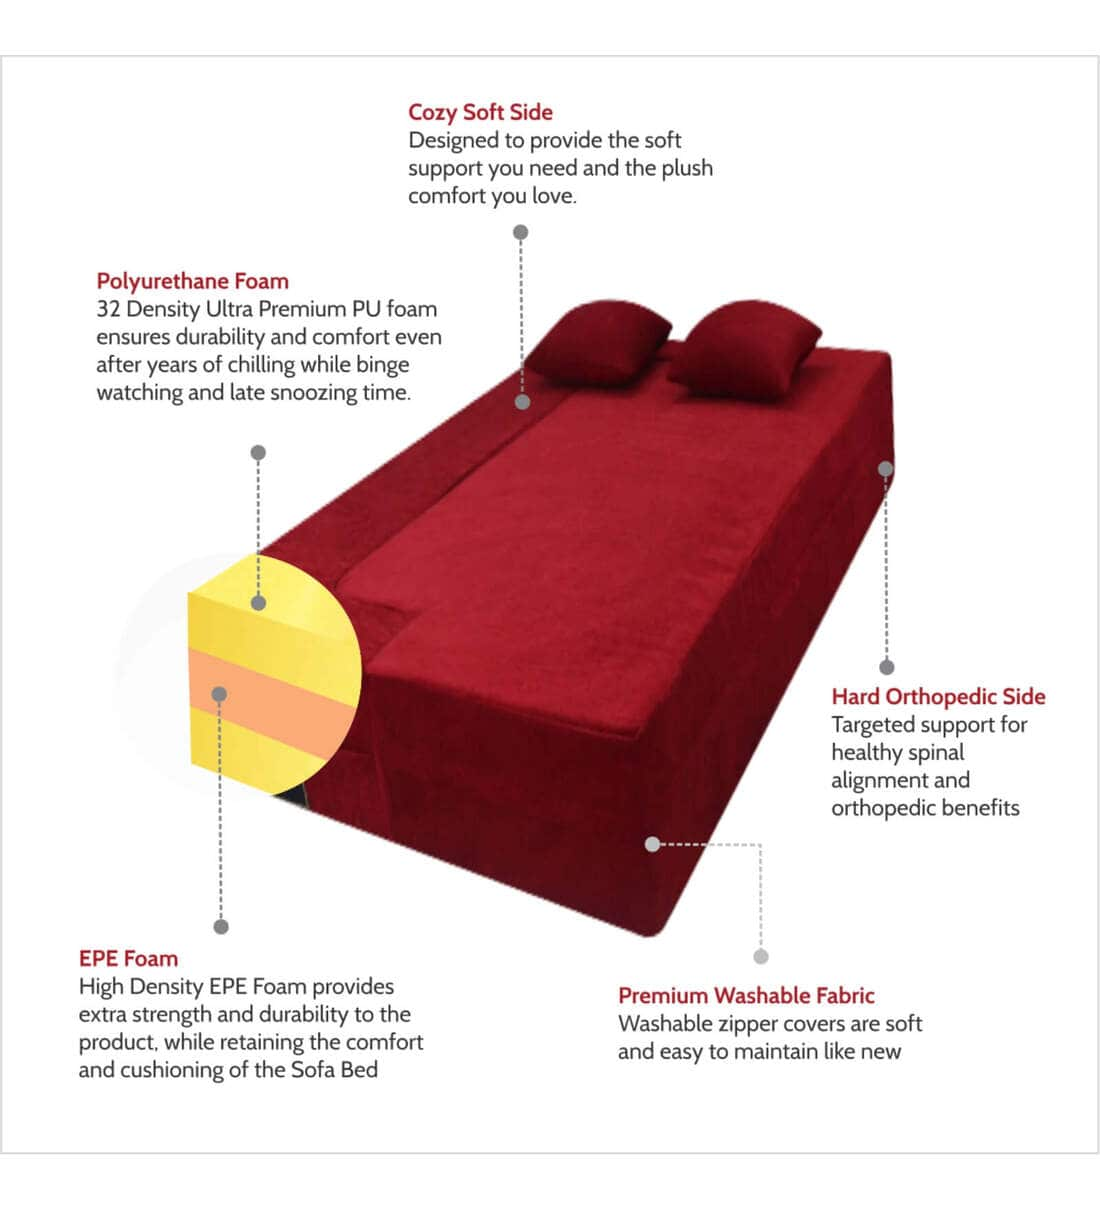 Cozy Soft Side
Designed to provide the soft
support you need and the plush
comfort you love.
Polyurethane Foam
32 Density Ultra Premium PU foam
ensures durability and comfort even
after years of chilling while binge
watching and late snoozing time.
Hard Orthopedic Side
Targeted support for
healthy spinal
alignment and
orthopedic benefits
EPE Foam
High Density EPE Foam provides
extra strength and durability to the
product, while retaining the comfort
and cushioning of the Sofa Bed
Premium Washable Fabric
Washable zipper covers are soft
and easy to maintain like new